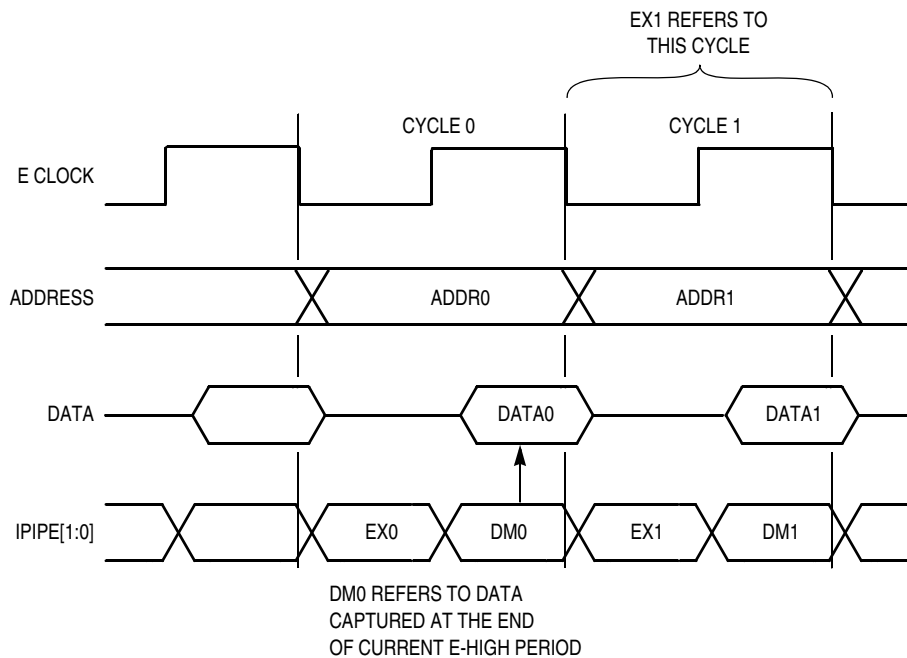 EX1 REFERS TO
THIS CYCLE
CYCLE 0
CYCLE 1
E CLOCK
ADDRESS
ADDR0
ADDR1
DATA
DATA0
DATA1
IPIPE[1:0]
EX0
DM0
EX1
DM1
DM0 REFERS TO DATA
CAPTURED AT THE END
OF CURRENT E-HIGH PERIOD